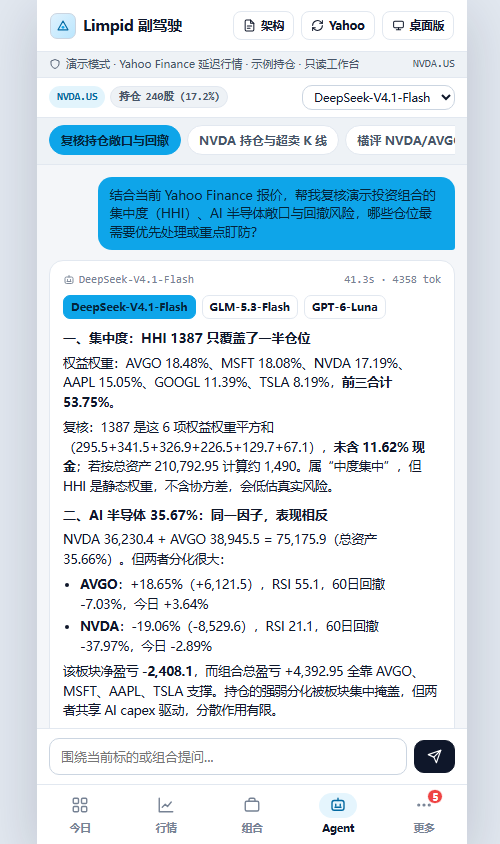 Limpid 副驾驶
架构
Yahoo
桌面版
演示模式 · Yahoo Finance 延迟行情 · 示例持仓 · 只读工作台
NVDA.US
NVDA.US
持仓 240股 (17.2%)
DeepSeek-V4.1-Flash
复核持仓敞口与回撤
NVDA 持仓与超卖 K 线
横评 NVDA/AVG
结合当前 Yahoo Finance 报价，帮我复核演示投资组合的
集中度（HHI）、AI 半导体敞口与回撤风险，哪些仓位最
需要优先处理或重点盯防？
DeepSeek-V4.1-Flash
41.3s · 4358 tok
DeepSeek-V4.1-Flash
GLM-5.3-Flash
GPT-6-Luna
一、集中度：HHI 1387 只覆盖了一半仓位
权益权重：AVGO 18.48%、MSFT 18.08%、NVDA 17.19%、
AAPL 15.05%、GOOGL 11.39%、TSLA 8.19%，前三合计
53.75%。
复核：1387 是这 6 项权益权重平方和
（295.5+341.5+326.9+226.5+129.7+67.1），未含 11.62% 现
金；若按总资产 210,792.95 计算约 1,490。属“中度集中”，但
HHI 是静态权重，不含协方差，会低估真实风险。
二、AI 半导体 35.67%：同一因子，表现相反
NVDA 36,230.4 + AVGO 38,945.5 = 75,175.9（总资产
35.66%）。但两者分化很大：
• AVGO：+18.65%（+6,121.5），RSI 55.1，60日回撤
-7.03%，今日 +3.64%
• NVDA：-19.06%（-8,529.6），RSI 21.1，60日回撤
-37.97%，今日 -2.89%
该板块净盈亏 -2,408.1，而组合总盈亏 +4,392.95 全靠 AVGO、
MSFT、AAPL、TSLA 支撑。持仓的强弱分化被板块集中掩盖，但两
者共享 AI capex 驱动，分散作用有限。
围绕当前标的或组合提问...
今日
行情
组合
Agent
5
更多